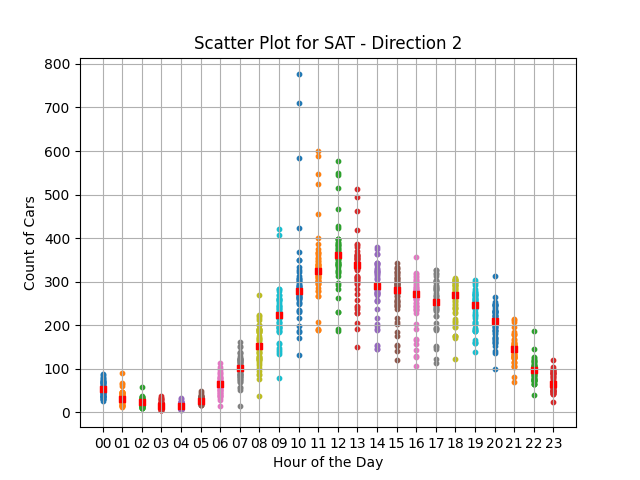 Scatter Plot for SAT - Direction 2
800
700
600
500
400
300
200
100
0
Count of Cars
00 01 02 03 04 05 06 07 08 09 10 11 12 13 14 15 16 17 18 19 20 21 22 23
Hour of the Day